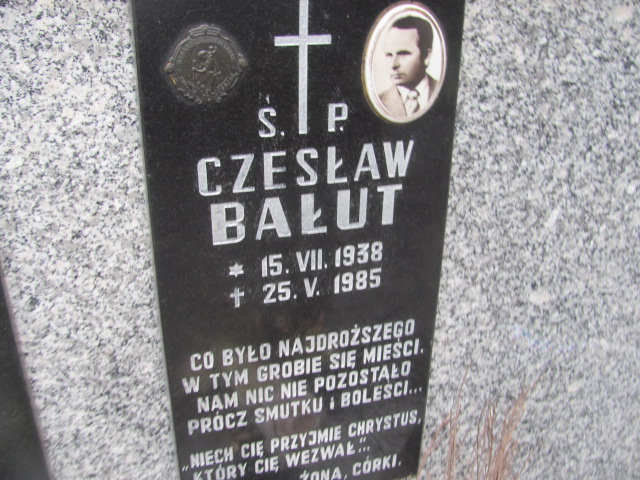 Ś. P.
CZESŁAW
BAŁUT
* 15. VII. 1938
† 25. V. 1985
CO BYŁO NAJDROŻSZEGO
W TYM GROBIE SIĘ MIEŚCI.
NAM NIC NIE POZOSTAŁO
PRÓCZ SMUTKU i BOLEŚCI...
„NIECH CIĘ PRZYJMIE CHRYSTUS,
KTÓRY CIĘ WEZWAŁ”...
ŻONA, CÓRKI.